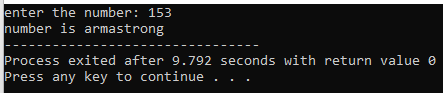 enter the number: 153
number is armastrong
--------------------------------
Process exited after 9.792 seconds with return value 0
Press any key to continue . . .